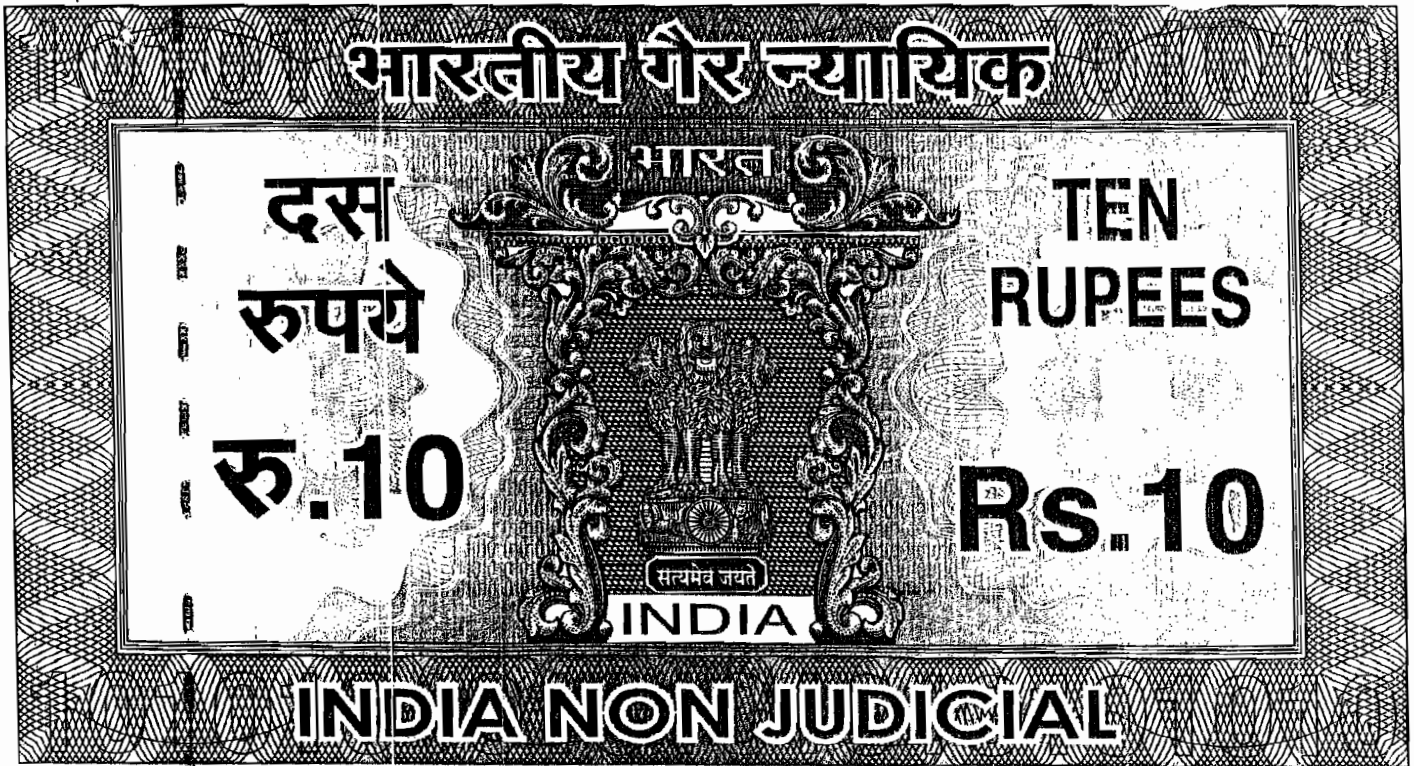 भारतीय गैर न्यायिक
भारत
दस
रुपये
रु.10
TEN
RUPEES
Rs.10
सत्यमेव जयते
INDIA
INDIA NON JUDICIAL